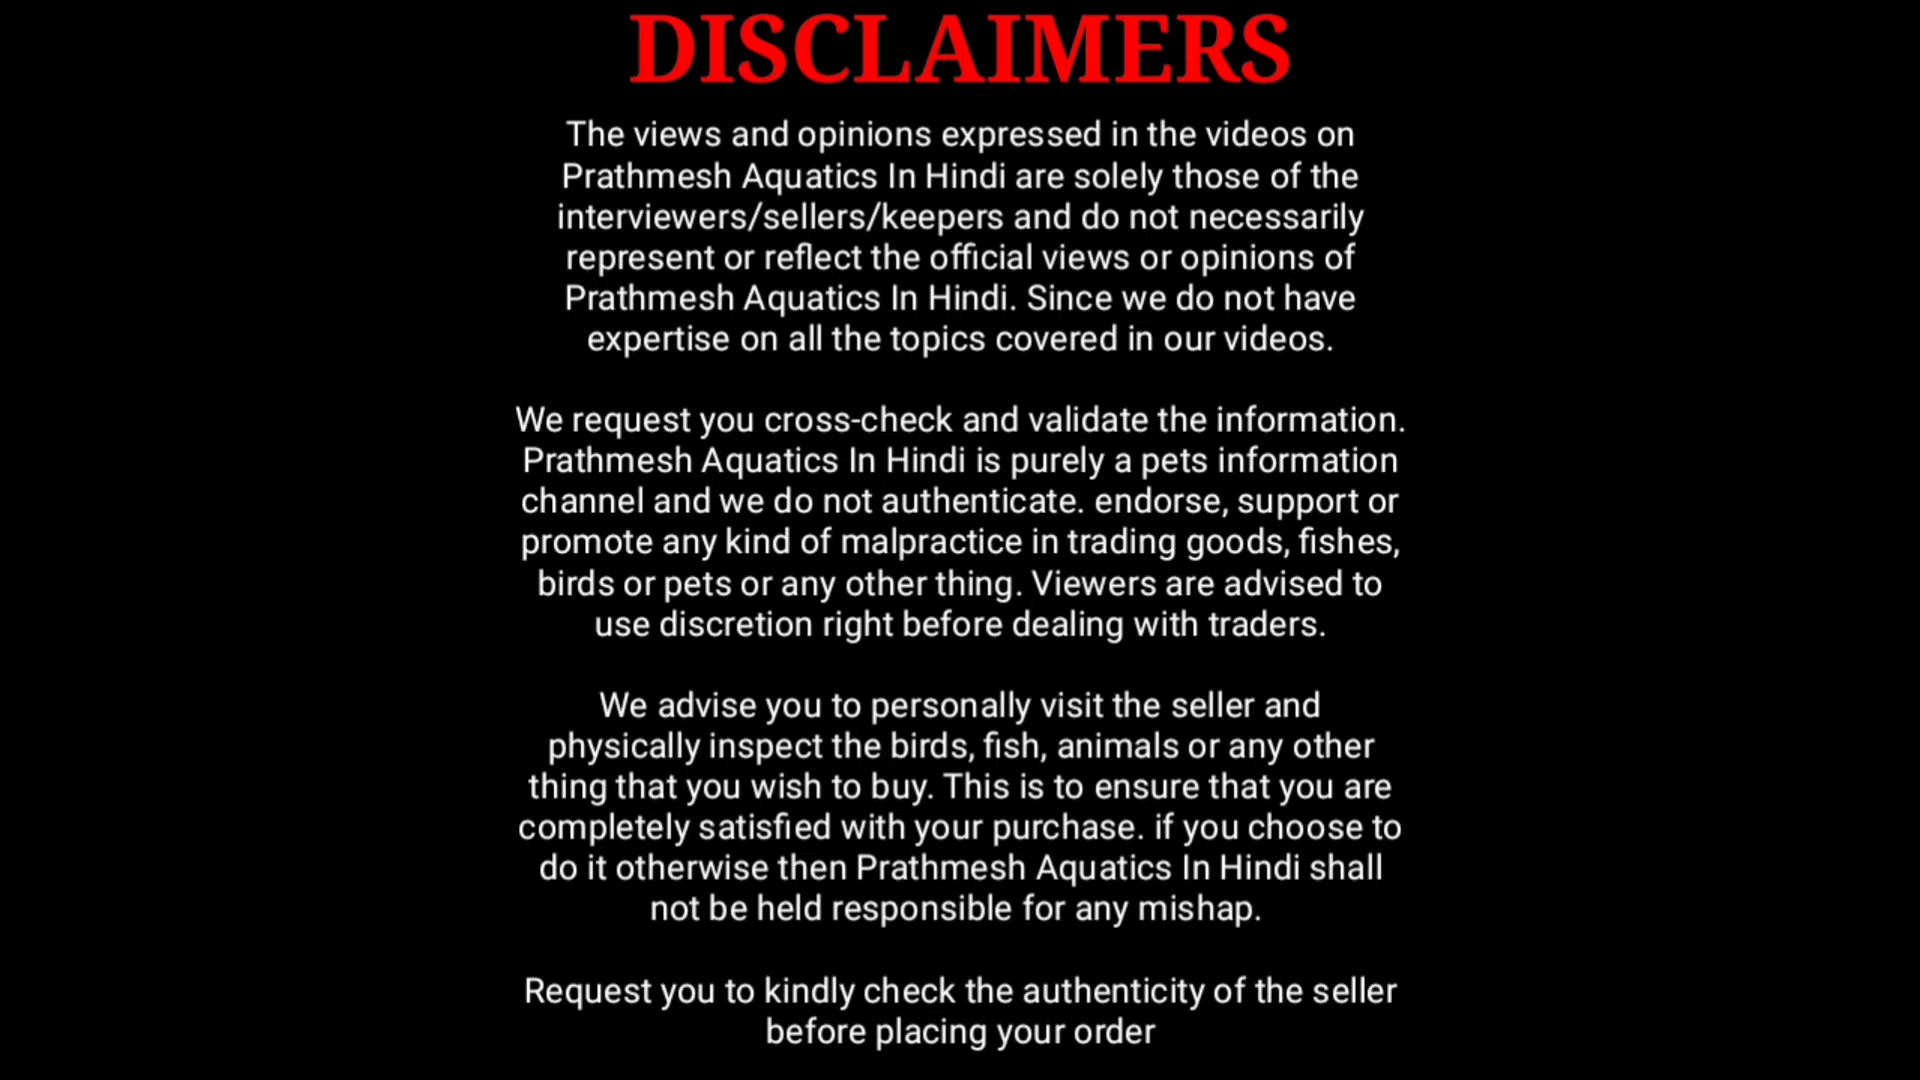 DISCLAIMERS
The views and opinions expressed in the videos on
Prathmesh Aquatics In Hindi are solely those of the
interviewers/sellers/keepers and do not necessarily
represent or reflect the official views or opinions of
Prathmesh Aquatics In Hindi. Since we do not have
expertise on all the topics covered in our videos.
We request you cross-check and validate the information.
Prathmesh Aquatics In Hindi is purely a pets information
channel and we do not authenticate. endorse, support or
promote any kind of malpractice in trading goods, fishes,
birds or pets or any other thing. Viewers are advised to
use discretion right before dealing with traders.
We advise you to personally visit the seller and
physically inspect the birds, fish, animals or any other
thing that you wish to buy. This is to ensure that you are
completely satisfied with your purchase. if you choose to
do it otherwise then Prathmesh Aquatics In Hindi shall
not be held responsible for any mishap.
Request you to kindly check the authenticity of the seller
before placing your order